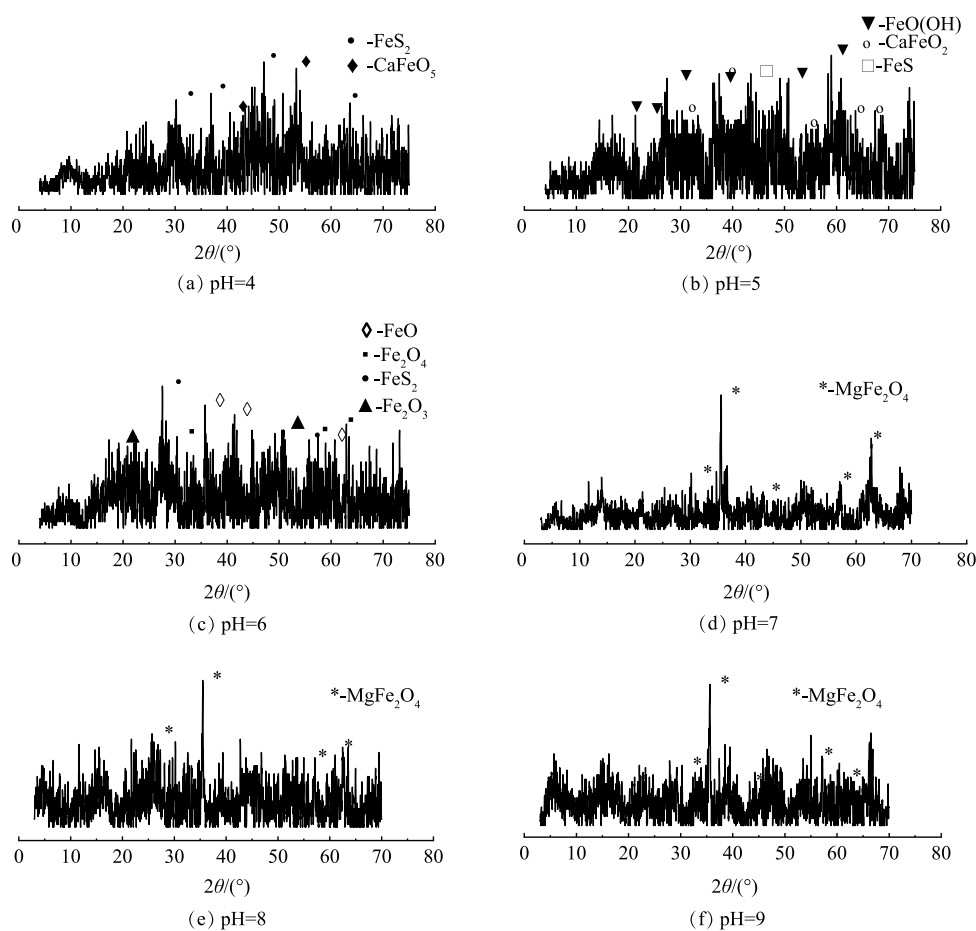 •-FeS₂
♦-CaFeO₅
0 10 20 30 40 50 60 70 80
2θ/(°)
(a) pH=4
▼-FeO(OH)
o-CaFeO₂
□-FeS
0 10 20 30 40 50 60 70 80
2θ/(°)
(b) pH=5
◊-FeO
▪-Fe₂O₄
•-FeS₂
▲-Fe₂O₃
0 10 20 30 40 50 60 70 80
2θ/(°)
(c) pH=6
*-MgFe₂O₄
0 10 20 30 40 50 60 70 80
2θ/(°)
(d) pH=7
*-MgFe₂O₄
0 10 20 30 40 50 60 70 80
2θ/(°)
(e) pH=8
*-MgFe₂O₄
0 10 20 30 40 50 60 70 80
2θ/(°)
(f) pH=9